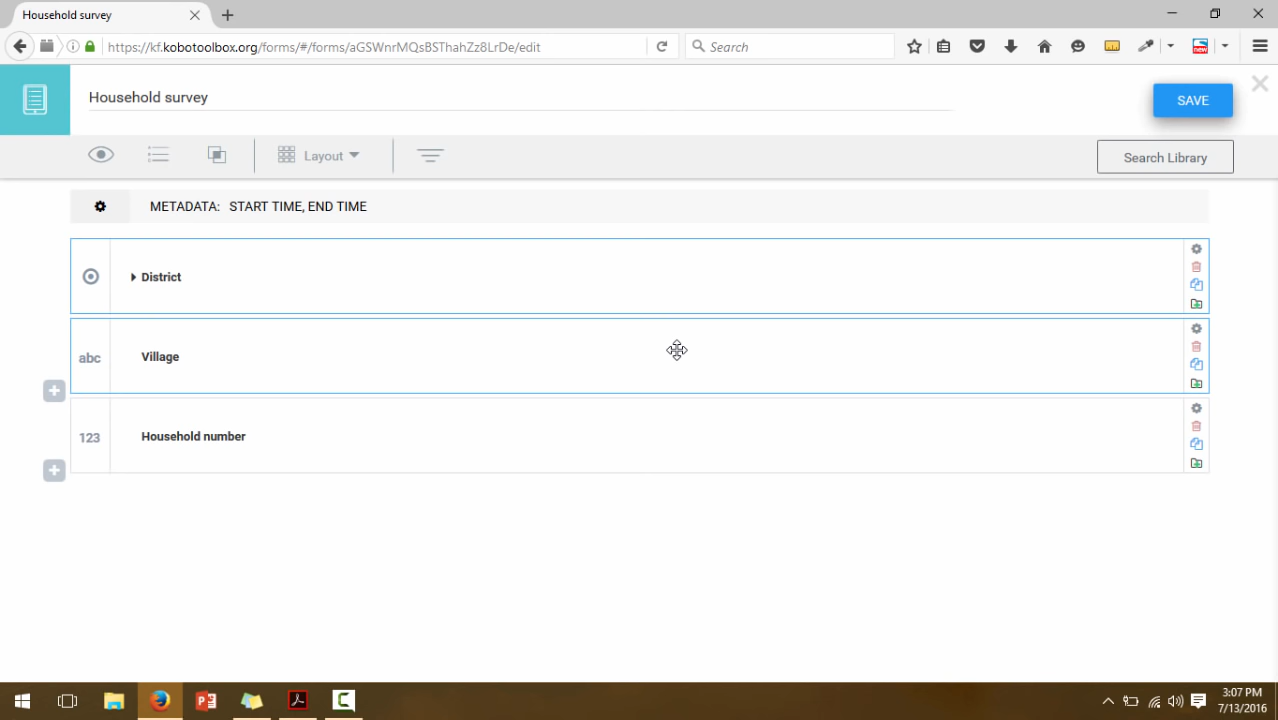 Household survey
https://kf.kobotoolbox.org/forms/#/forms/aGSWnrMQsBSThahZz8LrDe/edit
Search
new
Household survey
SAVE
Layout
Search Library
METADATA: START TIME, END TIME
District
abc Village
123 Household number
3:07 PM
7/13/2016